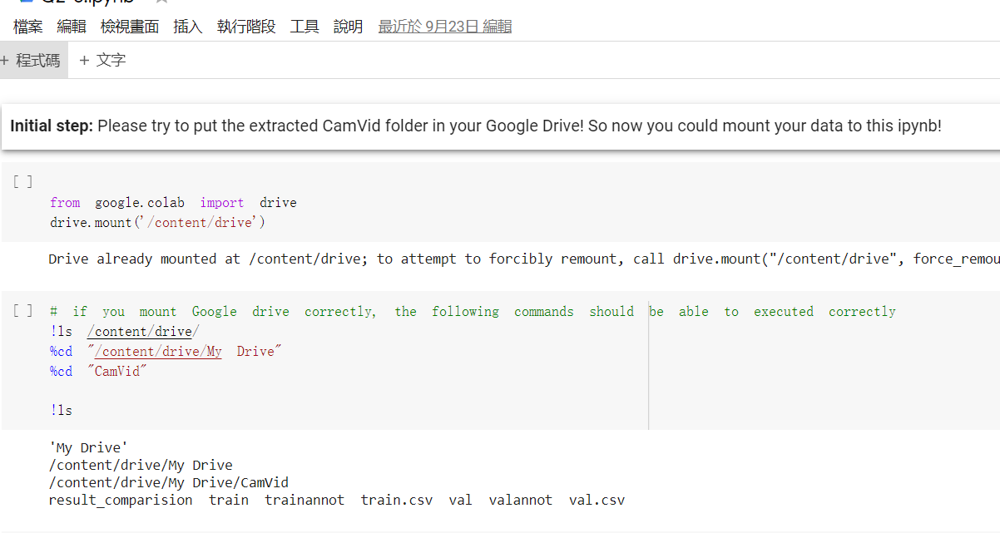 檔案 編輯 檢視畫面 插入 執行階段 工具 說明 最近於 9月23日 編輯
+ 程式碼 + 文字
Initial step: Please try to put the extracted CamVid folder in your Google Drive! So now you could mount your data to this ipynb!
[ ]
from google.colab import drive
drive.mount('/content/drive')
Drive already mounted at /content/drive; to attempt to forcibly remount, call drive.mount("/content/drive",
[ ] # if you mount Google drive correctly, the following commands should be able to executed correctly
!ls /content/drive/
%cd "/content/drive/My Drive"
%cd "CamVid"
!ls
'My Drive'
/content/drive/My Drive
/content/drive/My Drive/CamVid
result_comparision train trainannot train.csv val valannot val.csv